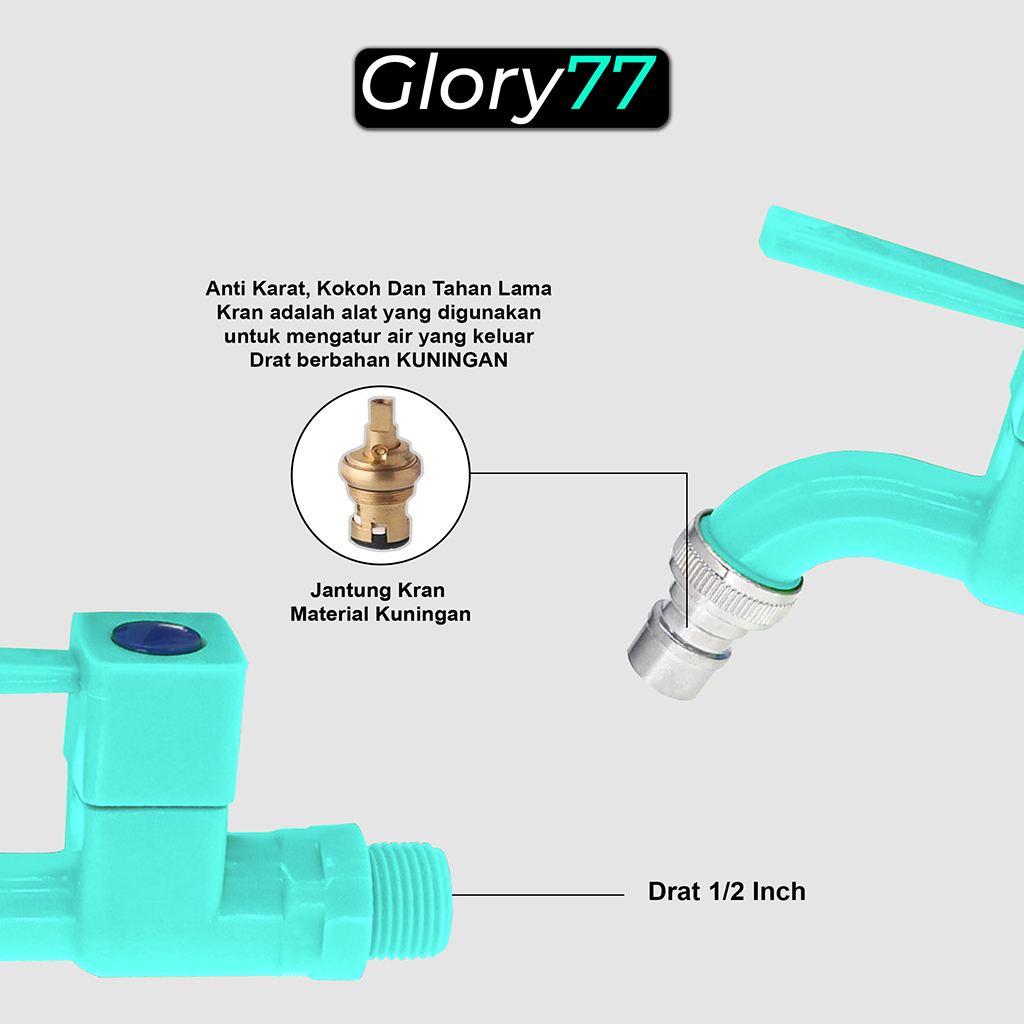 Glory77
Anti Karat, Kokoh Dan Tahan Lama
Kran adalah alat yang digunakan
untuk mengatur air yang keluar
Drat berbahan KUNINGAN
Jantung Kran
Material Kuningan
Drat 1/2 Inch